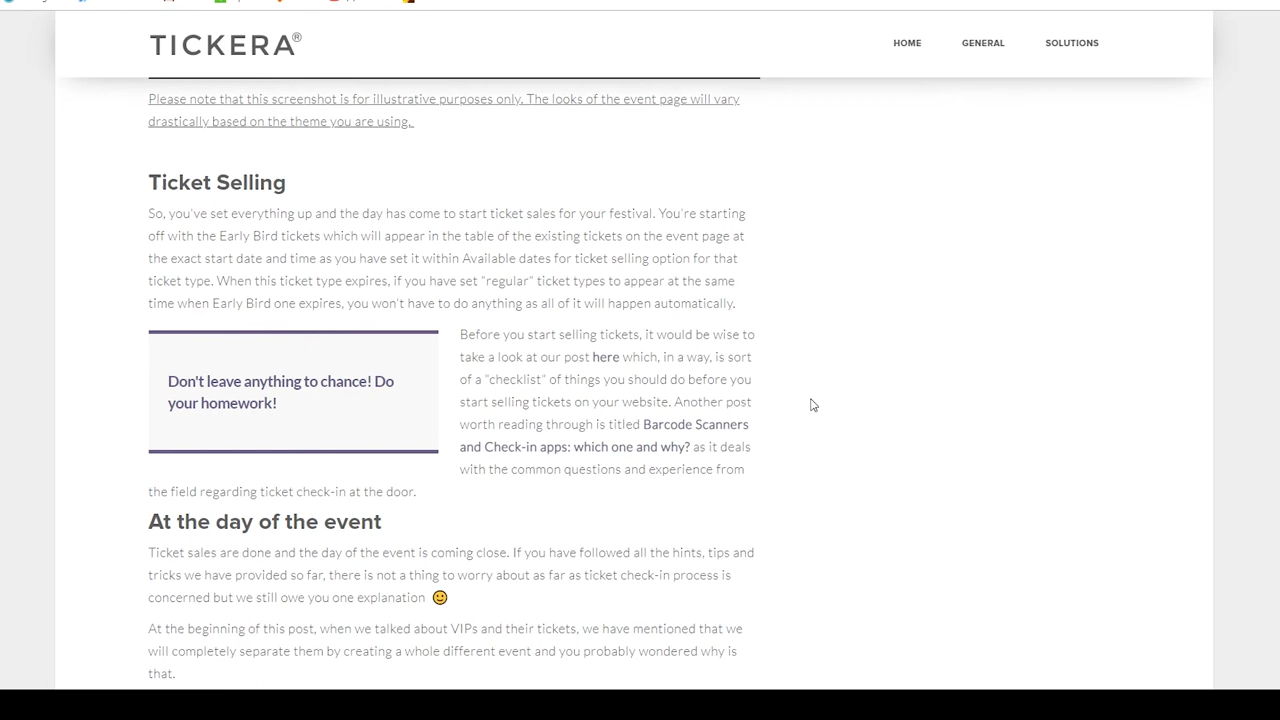 TICKERA®
HOME
GENERAL
SOLUTIONS
Please note that this screenshot is for illustrative purposes only. The looks of the event page will vary
drastically based on the theme you are using.
Ticket Selling
So, you've set everything up and the day has come to start ticket sales for your festival. You're starting
off with the Early Bird tickets which will appear in the table of the existing tickets on the event page at
the exact start date and time as you have set it within Available dates for ticket selling option for that
ticket type. When this ticket type expires, if you have set "regular" ticket types to appear at the same
time when Early Bird one expires, you won't have to do anything as all of it will happen automatically.
Don't leave anything to chance! Do
your homework!
Before you start selling tickets, it would be wise to
take a look at our post here which, in a way, is sort
of a "checklist" of things you should do before you
start selling tickets on your website. Another post
worth reading through is titled Barcode Scanners
and Check-in apps: which one and why? as it deals
with the common questions and experience from
the field regarding ticket check-in at the door.
At the day of the event
Ticket sales are done and the day of the event is coming close. If you have followed all the hints, tips and
tricks we have provided so far, there is not a thing to worry about as far as ticket check-in process is
concerned but we still owe you one explanation 🙂
At the beginning of this post, when we talked about VIPs and their tickets, we have mentioned that we
will completely separate them by creating a whole different event and you probably wondered why is
that.